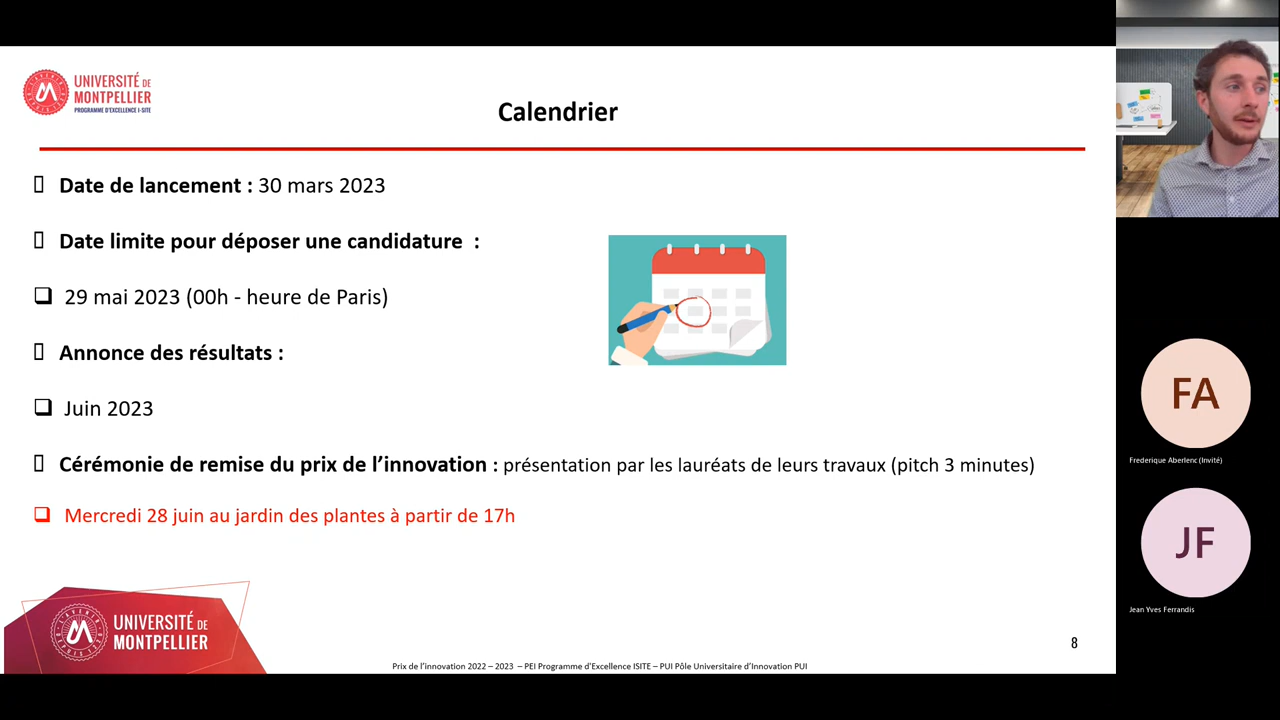 UNIVERSITÉ DE
MONTPELLIER
PROGRAMME D'EXCELLENCE I-SITE
Calendrier
Date de lancement : 30 mars 2023
Date limite pour déposer une candidature :
29 mai 2023 (00h - heure de Paris)
Annonce des résultats :
Juin 2023
Cérémonie de remise du prix de l’innovation : présentation par les lauréats de leurs travaux (pitch 3 minutes)
Mercredi 28 juin au jardin des plantes à partir de 17h
UNIVERSITÉ DE
MONTPELLIER
8
Prix de l’innovation 2022 – 2023 – PEI Programme d'Excellence ISITE – PUI Pôle Universitaire d’Innovation PUI
FA
Frederique Aberlenc (Invité)
JF
Jean Yves Ferrandis